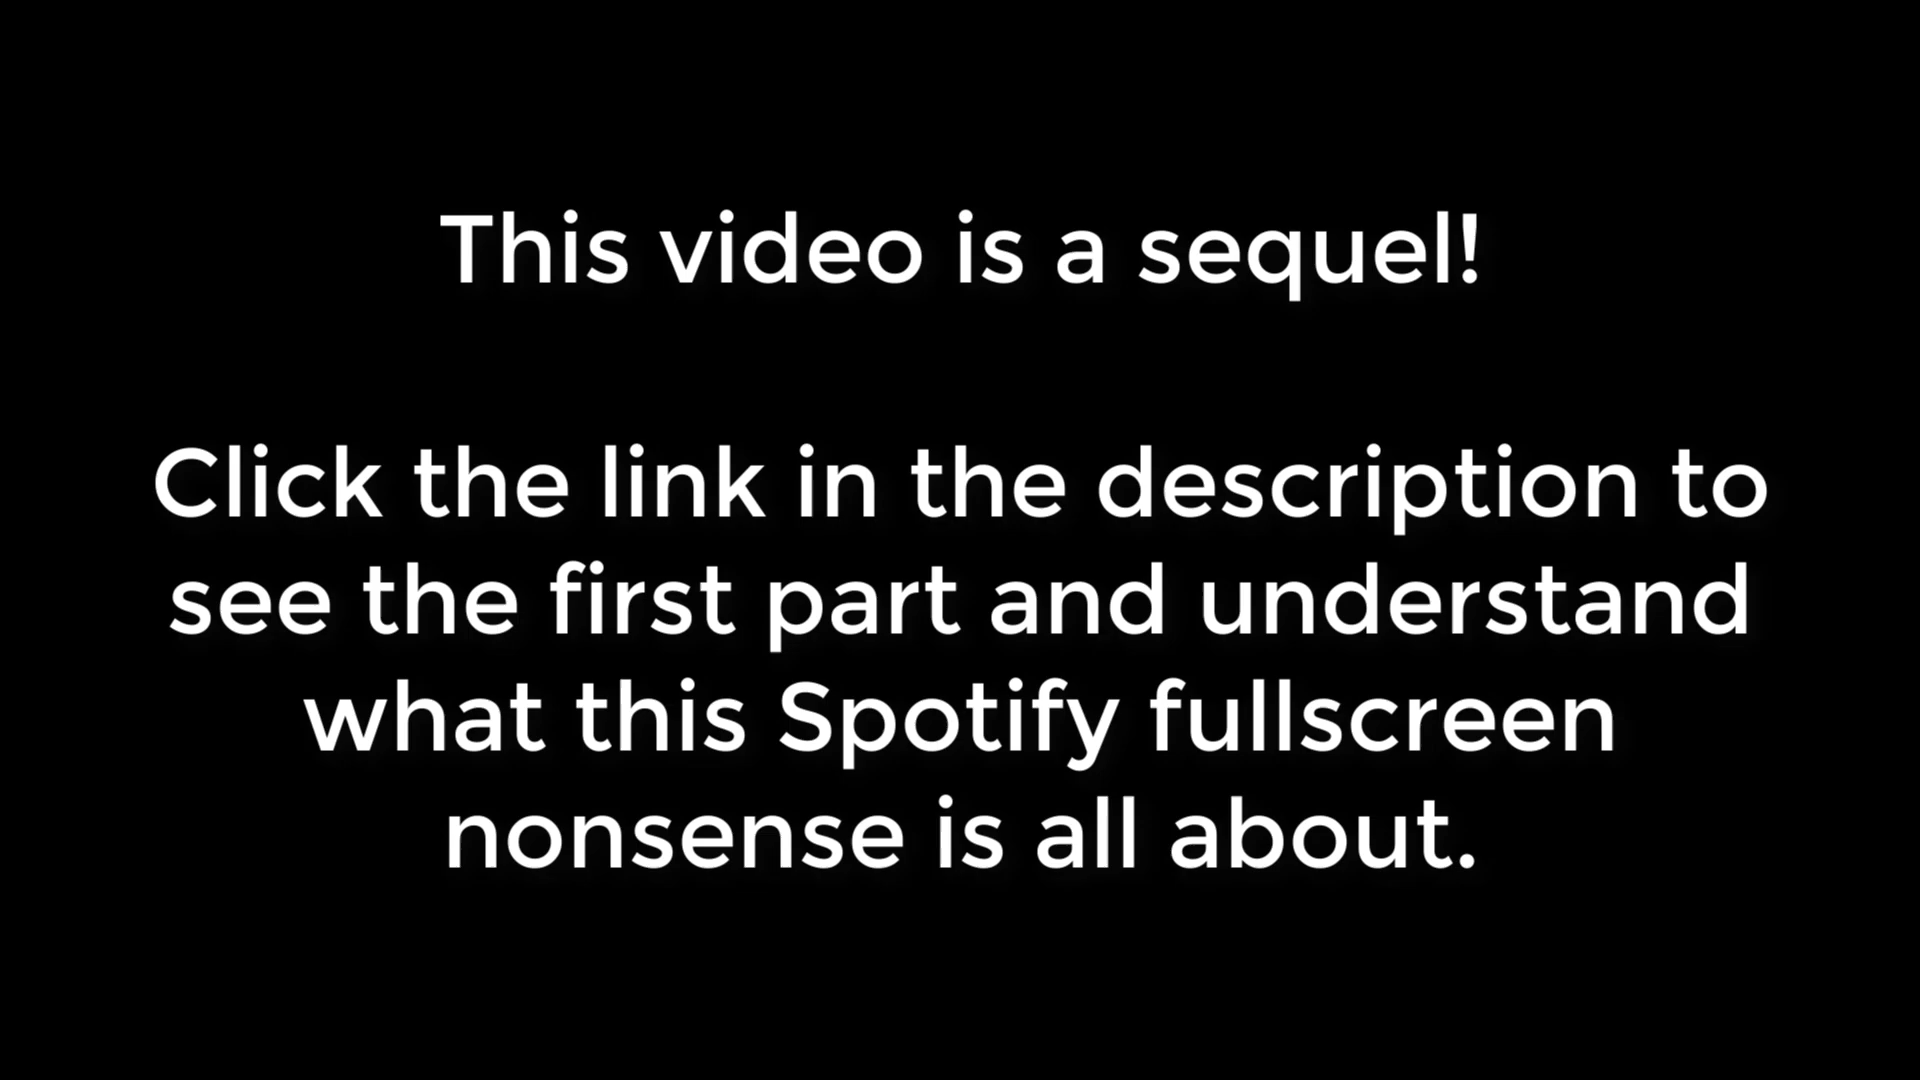 This video is a sequel!
Click the link in the description to
see the first part and understand
what this Spotify fullscreen
nonsense is all about.